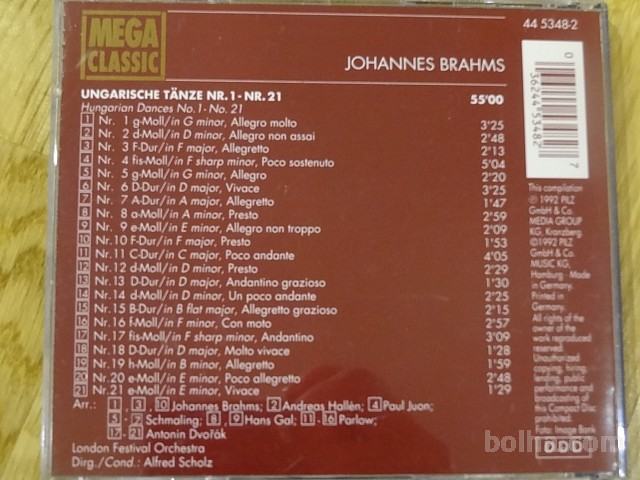 MEGA CLASSIC
44 5348-2
JOHANNES BRAHMS
UNGARISCHE TÄNZE NR. 1 - NR. 21 55'00
Hungarian Dances No. 1 - No. 21
1 Nr. 1 g-Moll/in G minor, Allegro molto 3'25
2 Nr. 2 d-Moll/in D minor, Allegro non assai 2'48
3 Nr. 3 F-Dur/in F major, Allegretto 2'13
4 Nr. 4 fis-Moll/in F sharp minor, Poco sostenuto 5'04
5 Nr. 5 g-Moll/in G minor, Allegro 2'20
6 Nr. 6 D-Dur/in D major, Vivace 3'25
7 Nr. 7 A-Dur/in A major, Allegretto 1'47
8 Nr. 8 a-Moll/in A minor, Presto 2'59
9 Nr. 9 e-Moll/in E minor, Allegro non troppo 2'09
10 Nr. 10 F-Dur/in F major, Presto 1'53
11 Nr. 11 C-Dur/in C major, Poco andante 4'05
12 Nr. 12 d-Moll/in D minor, Presto 2'29
13 Nr. 13 D-Dur/in D major, Andantino grazioso 1'30
14 Nr. 14 d-Moll/in D minor, Un poco andante 2'25
15 Nr. 15 B-Dur/in B flat major, Allegretto grazioso 2'15
16 Nr. 16 f-Moll/in F minor, Con moto 2'57
17 Nr. 17 fis-Moll/in F sharp minor, Andantino 3'09
18 Nr. 18 D-Dur/in D major, Molto vivace 1'28
19 Nr. 19 h-Moll/in B minor, Allegretto 1'59
20 Nr. 20 e-Moll/in E minor, Poco allegretto 2'48
21 Nr. 21 e-Moll/in E minor, Vivace 1'29
Arr.: 1, 3, 10 Johannes Brahms; 2 Andreas Hallén; 4 Paul Juon;
5 - 7 Schmaling; 8, 9 Hans Gal; 11 - 16 Parlow;
17 - 21 Antonin Dvořák
London Festival Orchestra
Dirg./Cond.: Alfred Scholz
0 36244 53482 7
This compilation
℗ 1992 PILZ
GmbH & Co.
MEDIA GROUP
KG, Kranzberg.
©1992 PILZ
GmbH & Co.
MUSIC KG,
Hamburg - Made
in Germany.
Printed in
Germany.
All rights of the
owner of the
work reproduced
reserved.
Unauthorized
copying, hiring,
lending, public
performance and
broadcasting of
this Compact Disc
prohibited.
Foto: Image Bank
DDD
bolha.com